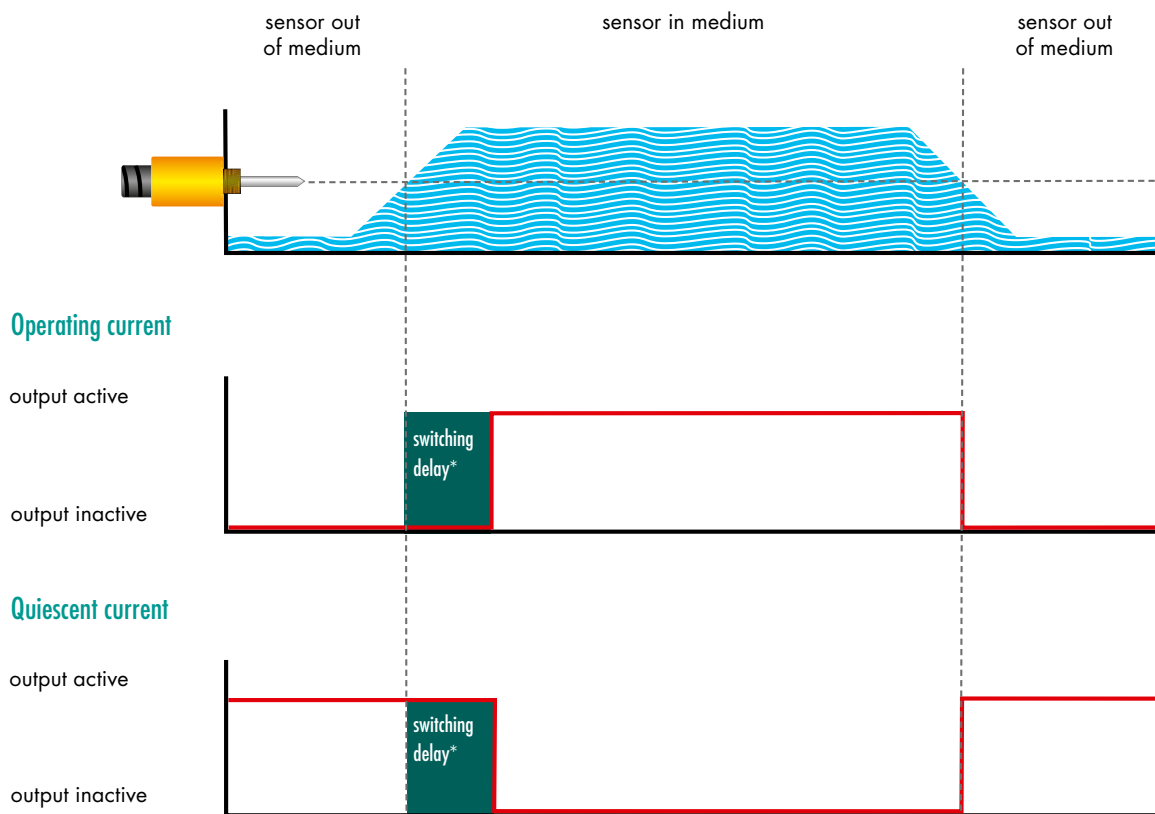 sensor out
of medium
sensor in medium
sensor out
of medium
Operating current
output active
switching
delay*
output inactive
Quiescent current
output active
switching
delay*
output inactive